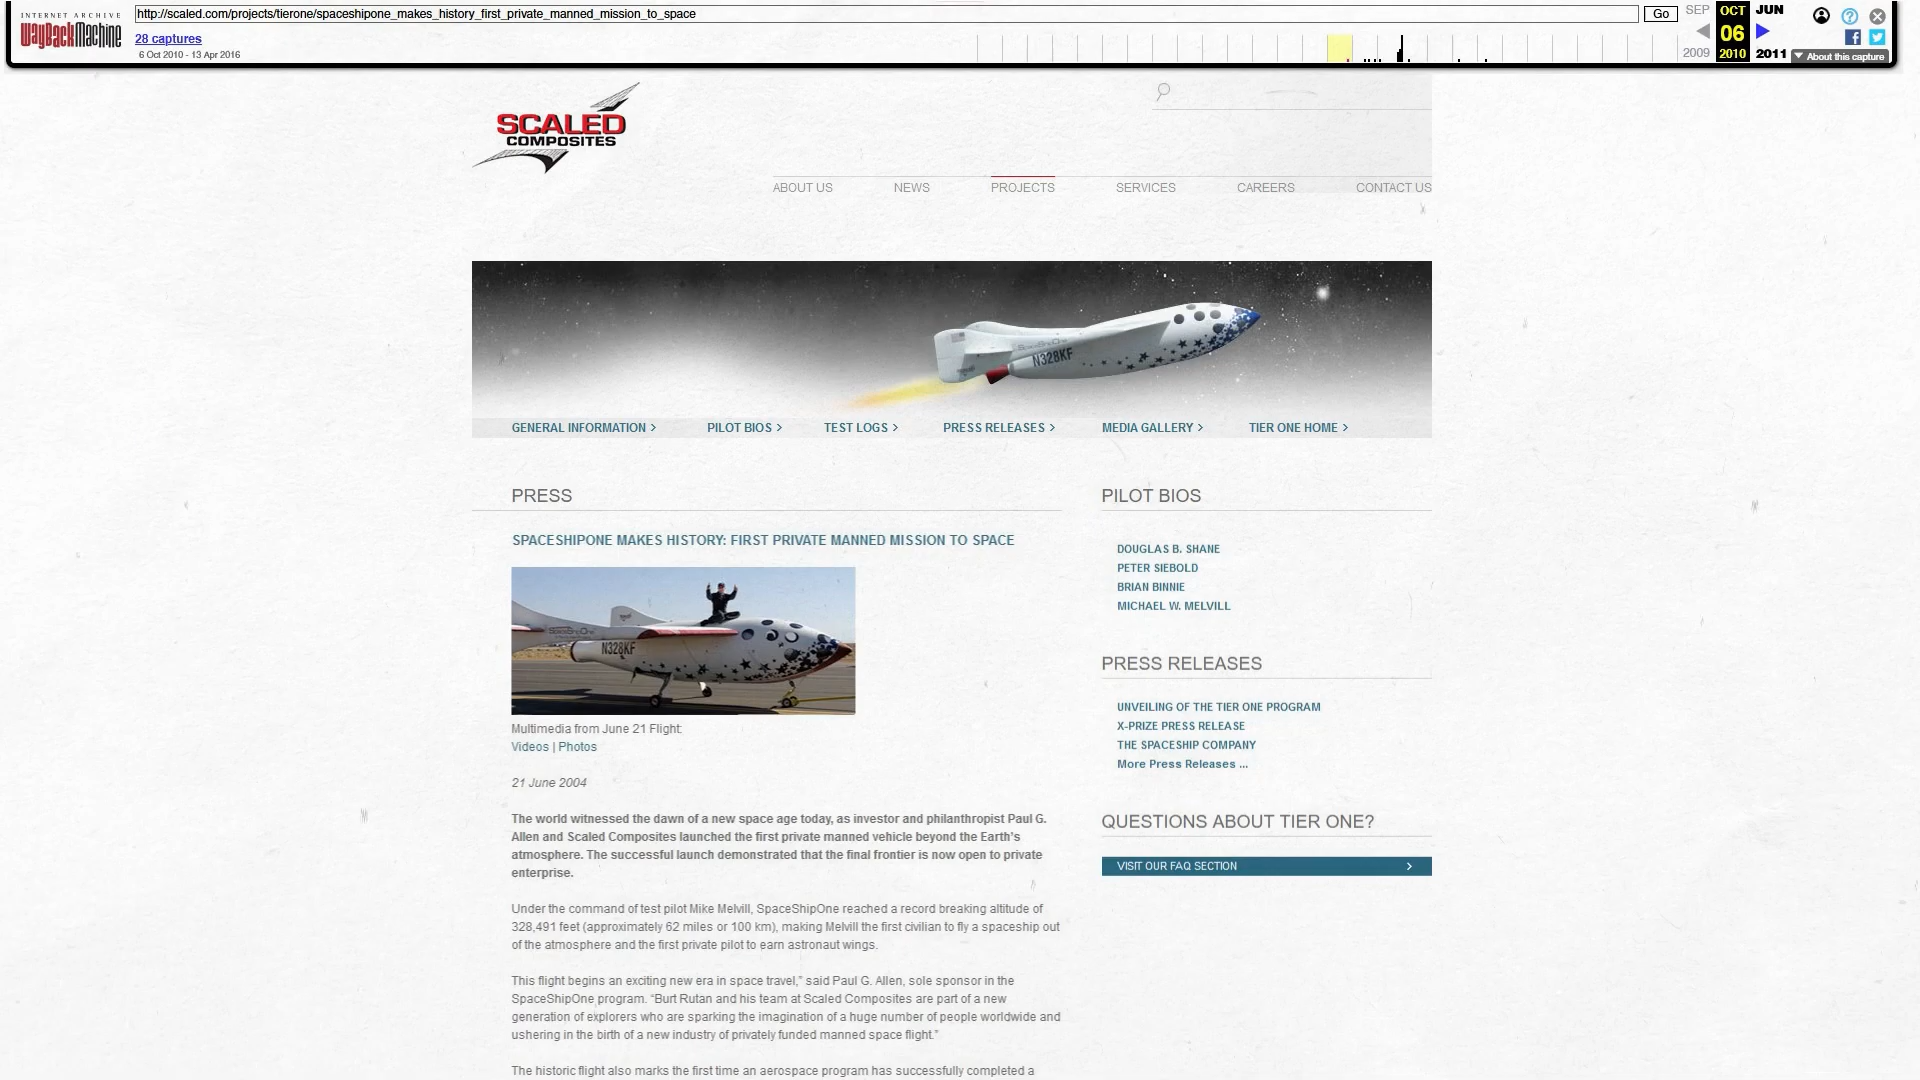 INTERNET ARCHIVE
WayBackMachine
http://scaled.com/projects/tierone/spaceshipone_makes_history_first_private_manned_mission_to_space
Go
SEP OCT JUN
28 captures
06
6 Oct 2010 - 13 Apr 2016
2009 2010 2011
About this capture
SCALED
COMPOSITES
ABOUT US NEWS PROJECTS SERVICES CAREERS CONTACT US
SpaceShipOne
N328KF
GENERAL INFORMATION > PILOT BIOS > TEST LOGS > PRESS RELEASES > MEDIA GALLERY > TIER ONE HOME >
PRESS
SPACESHIPONE MAKES HISTORY: FIRST PRIVATE MANNED MISSION TO SPACE
SpaceShipOne
N328KF
Multimedia from June 21 Flight:
Videos | Photos
21 June 2004
The world witnessed the dawn of a new space age today, as investor and philanthropist Paul G.
Allen and Scaled Composites launched the first private manned vehicle beyond the Earth's
atmosphere. The successful launch demonstrated that the final frontier is now open to private
enterprise.
Under the command of test pilot Mike Melvill, SpaceShipOne reached a record breaking altitude of
328,491 feet (approximately 62 miles or 100 km), making Melvill the first civilian to fly a spaceship out
of the atmosphere and the first private pilot to earn astronaut wings.
This flight begins an exciting new era in space travel,” said Paul G. Allen, sole sponsor in the
SpaceShipOne program. “Burt Rutan and his team at Scaled Composites are part of a new
generation of explorers who are sparking the imagination of a huge number of people worldwide and
ushering in the birth of a new industry of privately funded manned space flight.”
The historic flight also marks the first time an aerospace program has successfully completed a
PILOT BIOS
DOUGLAS B. SHANE
PETER SIEBOLD
BRIAN BINNIE
MICHAEL W. MELVILL
PRESS RELEASES
UNVEILING OF THE TIER ONE PROGRAM
X-PRIZE PRESS RELEASE
THE SPACESHIP COMPANY
More Press Releases ...
QUESTIONS ABOUT TIER ONE?
VISIT OUR FAQ SECTION >